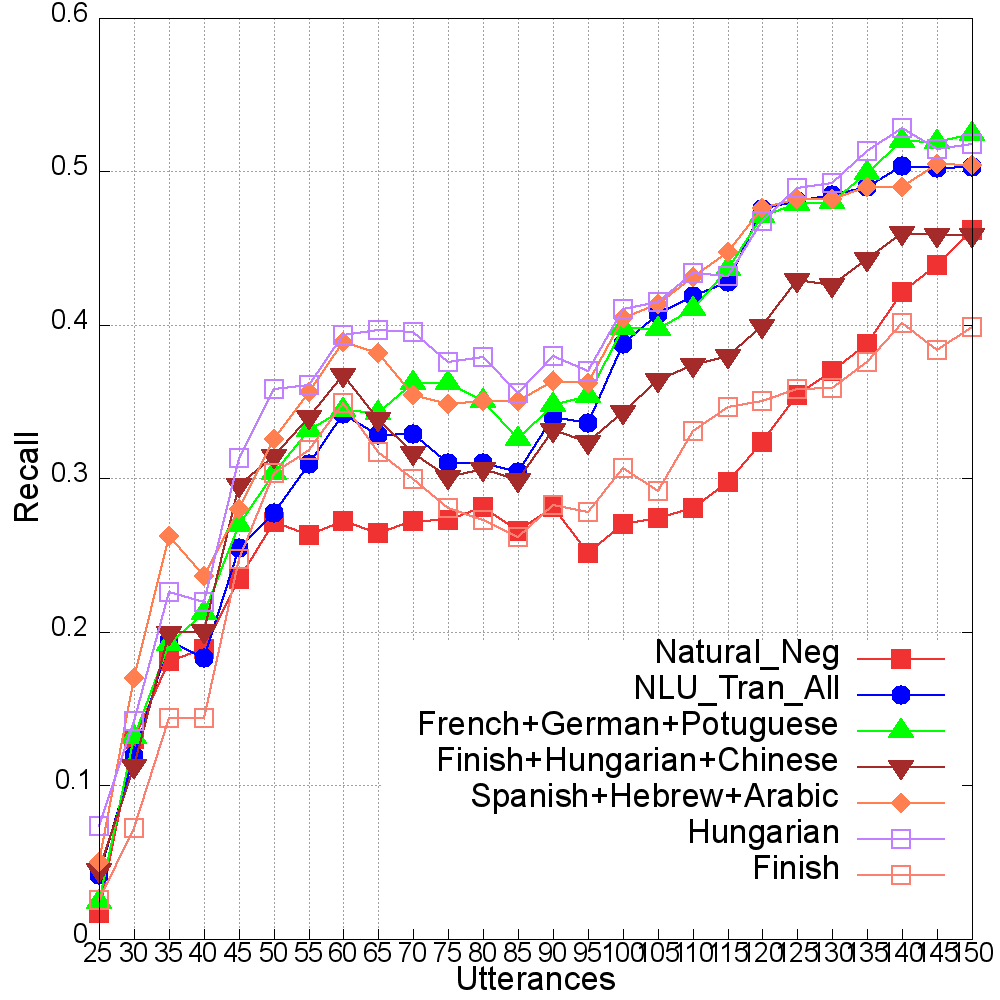 0.6
0.5
0.4
0.3
0.2
0.1
0
Recall
Natural_Neg
NLU_Tran_All
French+German+Potuguese
Finish+Hungarian+Chinese
Spanish+Hebrew+Arabic
Hungarian
Finish
25 30 35 40 45 50 55 60 65 70 75 80 85 90 95 100 105 110 115 120 125 130 135 140 145 150
Utterances